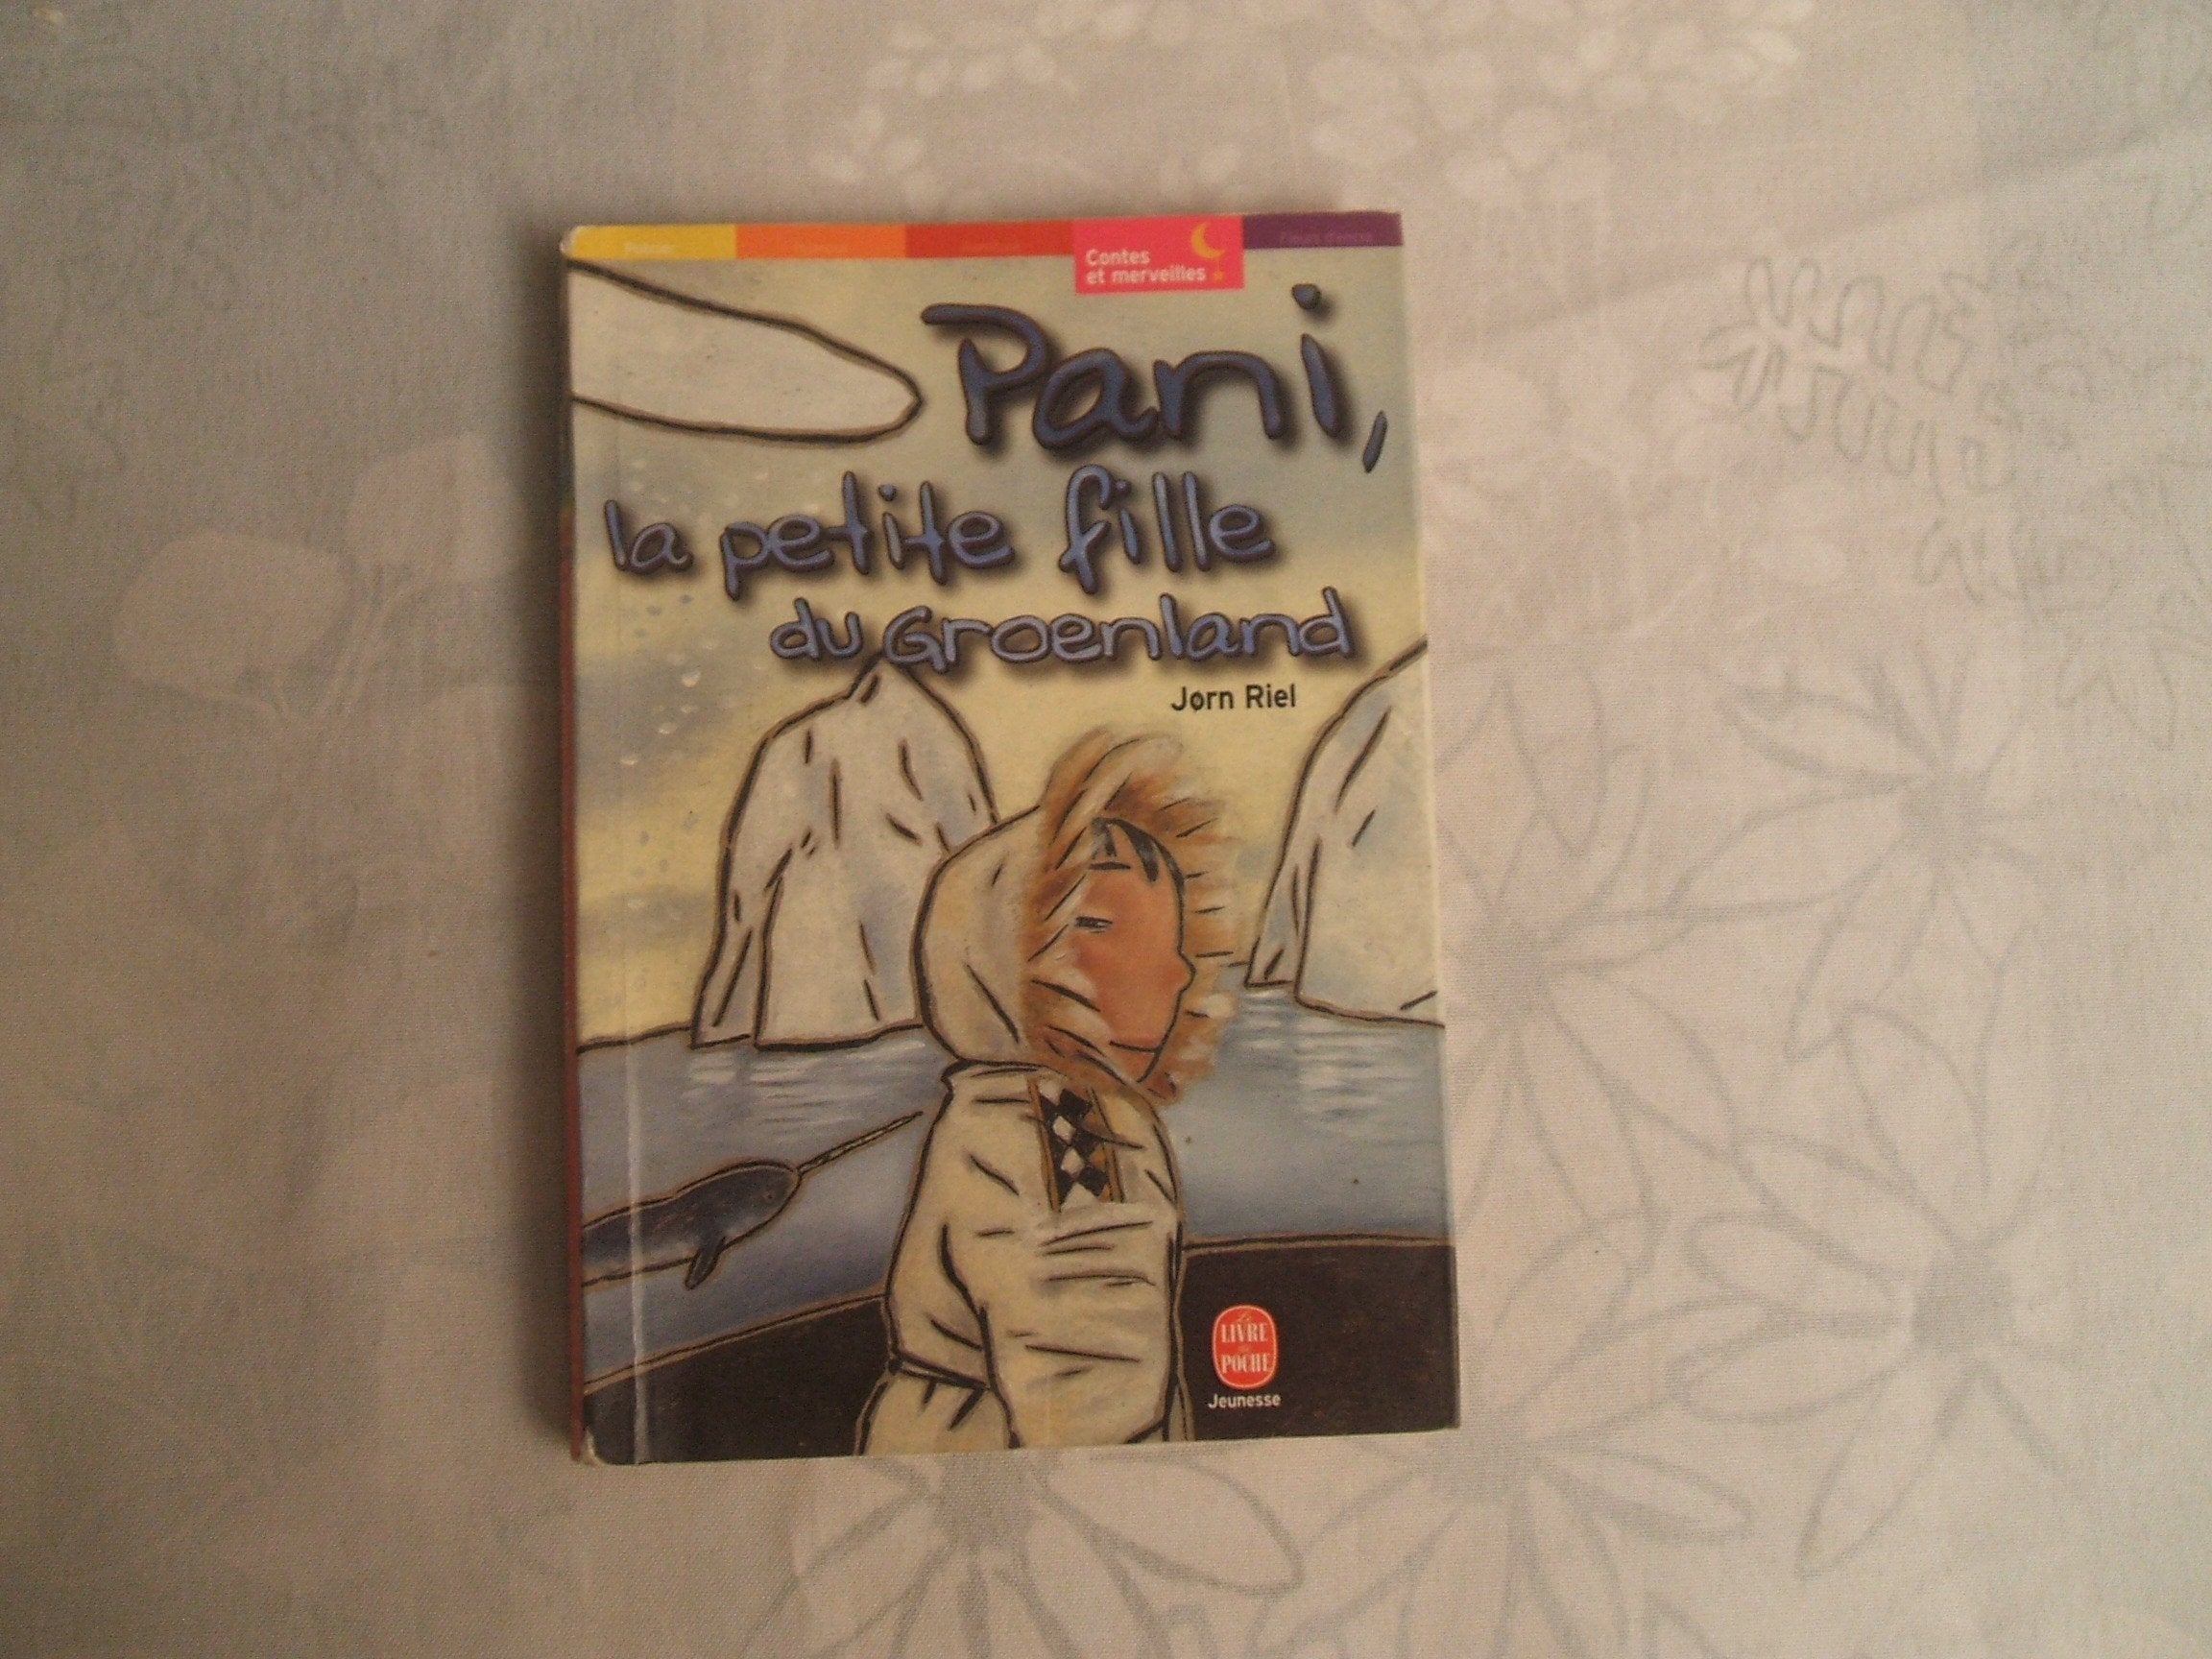 Contes
et merveilles
Pani,
la petite fille
du Groenland
Jørn Riel
Le
LIVRE
de
POCHE
Jeunesse